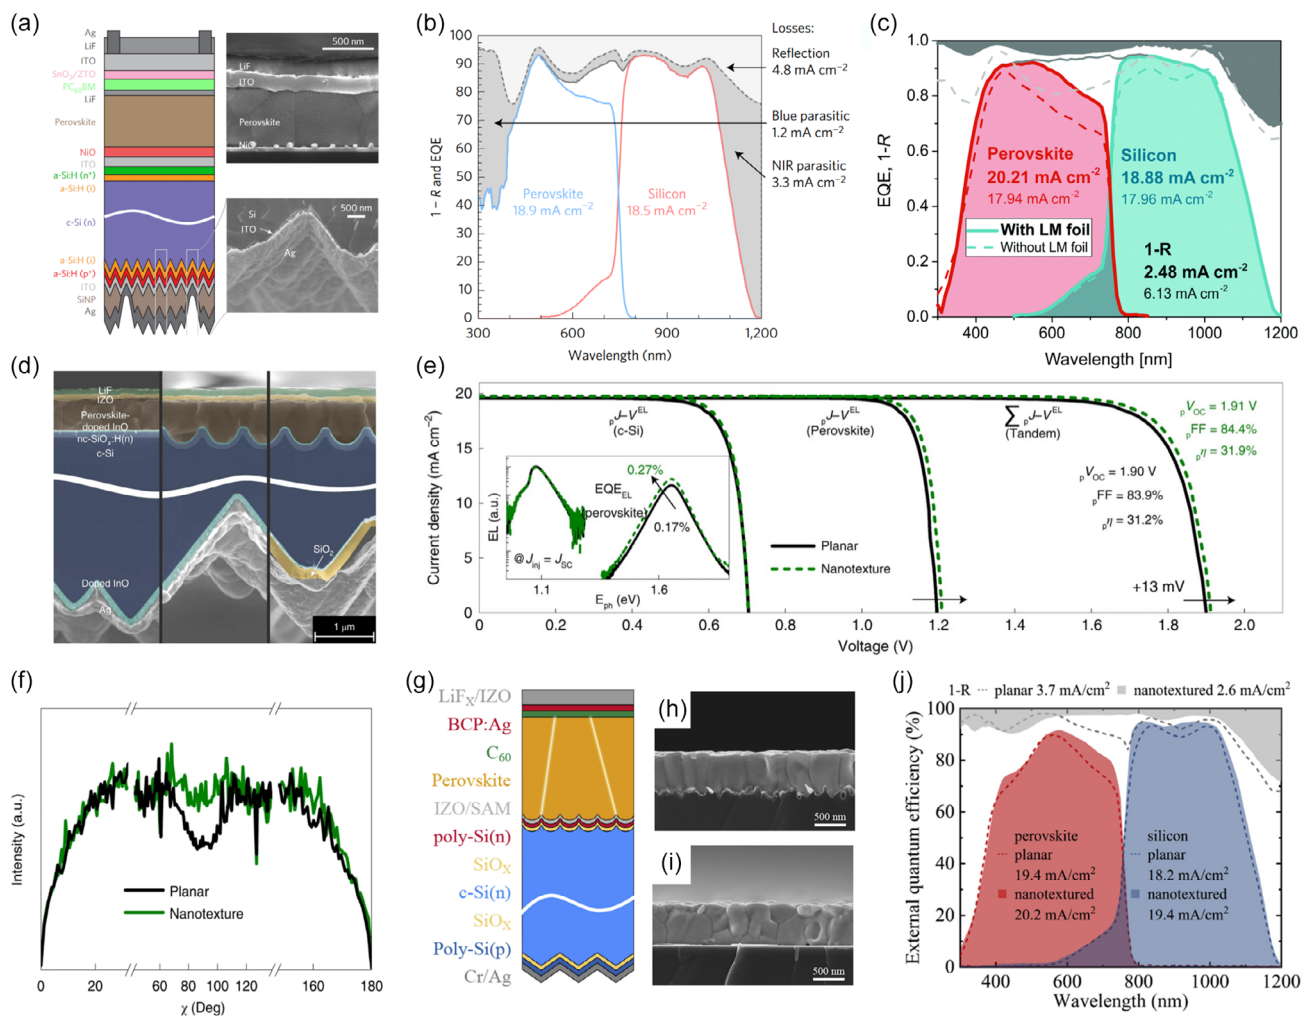 (a)
Ag
LiF
ITO
SnO₂/ZTO
PC₆₀BM
LiF
Perovskite
NiO
ITO
a-Si:H (n⁺)
a-Si:H (i)
c-Si (n)
a-Si:H (i)
a-Si:H (p⁺)
ITO
SiNP
Ag
500 nm
LiF
ITO
Perovskite
NiO
500 nm
Si
ITO
Ag
(b)
Losses:
Reflection
4.8 mA cm⁻²
Blue parasitic
1.2 mA cm⁻²
NIR parasitic
3.3 mA cm⁻²
100
90
80
70
60
50
40
30
20
10
0
1 − R and EQE
Perovskite
18.9 mA cm⁻²
Silicon
18.5 mA cm⁻²
300 600 900 1,200
Wavelength (nm)
(c)
1.0
0.8
0.6
0.4
0.2
0.0
EQE, 1-R
Perovskite
20.21 mA cm⁻²
17.94 mA cm⁻²
Silicon
18.88 mA cm⁻²
17.96 mA cm⁻²
With LM foil
Without LM foil
1-R
2.48 mA cm⁻²
6.13 mA cm⁻²
400 600 800 1000 1200
Wavelength [nm]
(d)
LiF
IZO
Perovskite-
doped InO
nc-SiOₓ:H(n)
c-Si
SiO₂
Doped InO
Ag
1 μm
(e)
20
15
10
5
0
Current density (mA cm⁻²)
ₚJ–Vᴱᴸ
(c-Si)
ₚJ–Vᴱᴸ
(Perovskite)
∑ ₚJ–Vᴱᴸ
(Tandem)
ₚV_OC = 1.91 V
ₚFF = 84.4%
ₚη = 31.9%
ₚV_OC = 1.90 V
ₚFF = 83.9%
ₚη = 31.2%
EL (a.u.)
0.27%
EQE_EL
(perovskite)
0.17%
@J_inj = J_SC
1.1 1.6
E_ph (eV)
Planar
Nanotexture
+13 mV
0 0.2 0.4 0.6 0.8 1.0 1.2 1.4 1.6 1.8 2.0
Voltage (V)
(f)
Intensity (a.u.)
Planar
Nanotexture
0 20 60 80 100 120 160 180
χ (Deg)
(g)
LiFₓ/IZO
BCP:Ag
C₆₀
Perovskite
IZO/SAM
poly-Si(n)
SiOₓ
c-Si(n)
SiOₓ
Poly-Si(p)
Cr/Ag
(h)
500 nm
(i)
500 nm
(j)
1-R planar 3.7 mA/cm² nanotextured 2.6 mA/cm²
100
80
60
40
20
0
External quantum efficiency (%)
perovskite
planar
19.4 mA/cm²
nanotextured
20.2 mA/cm²
silicon
planar
18.2 mA/cm²
nanotextured
19.4 mA/cm²
400 600 800 1000 1200
Wavelength (nm)